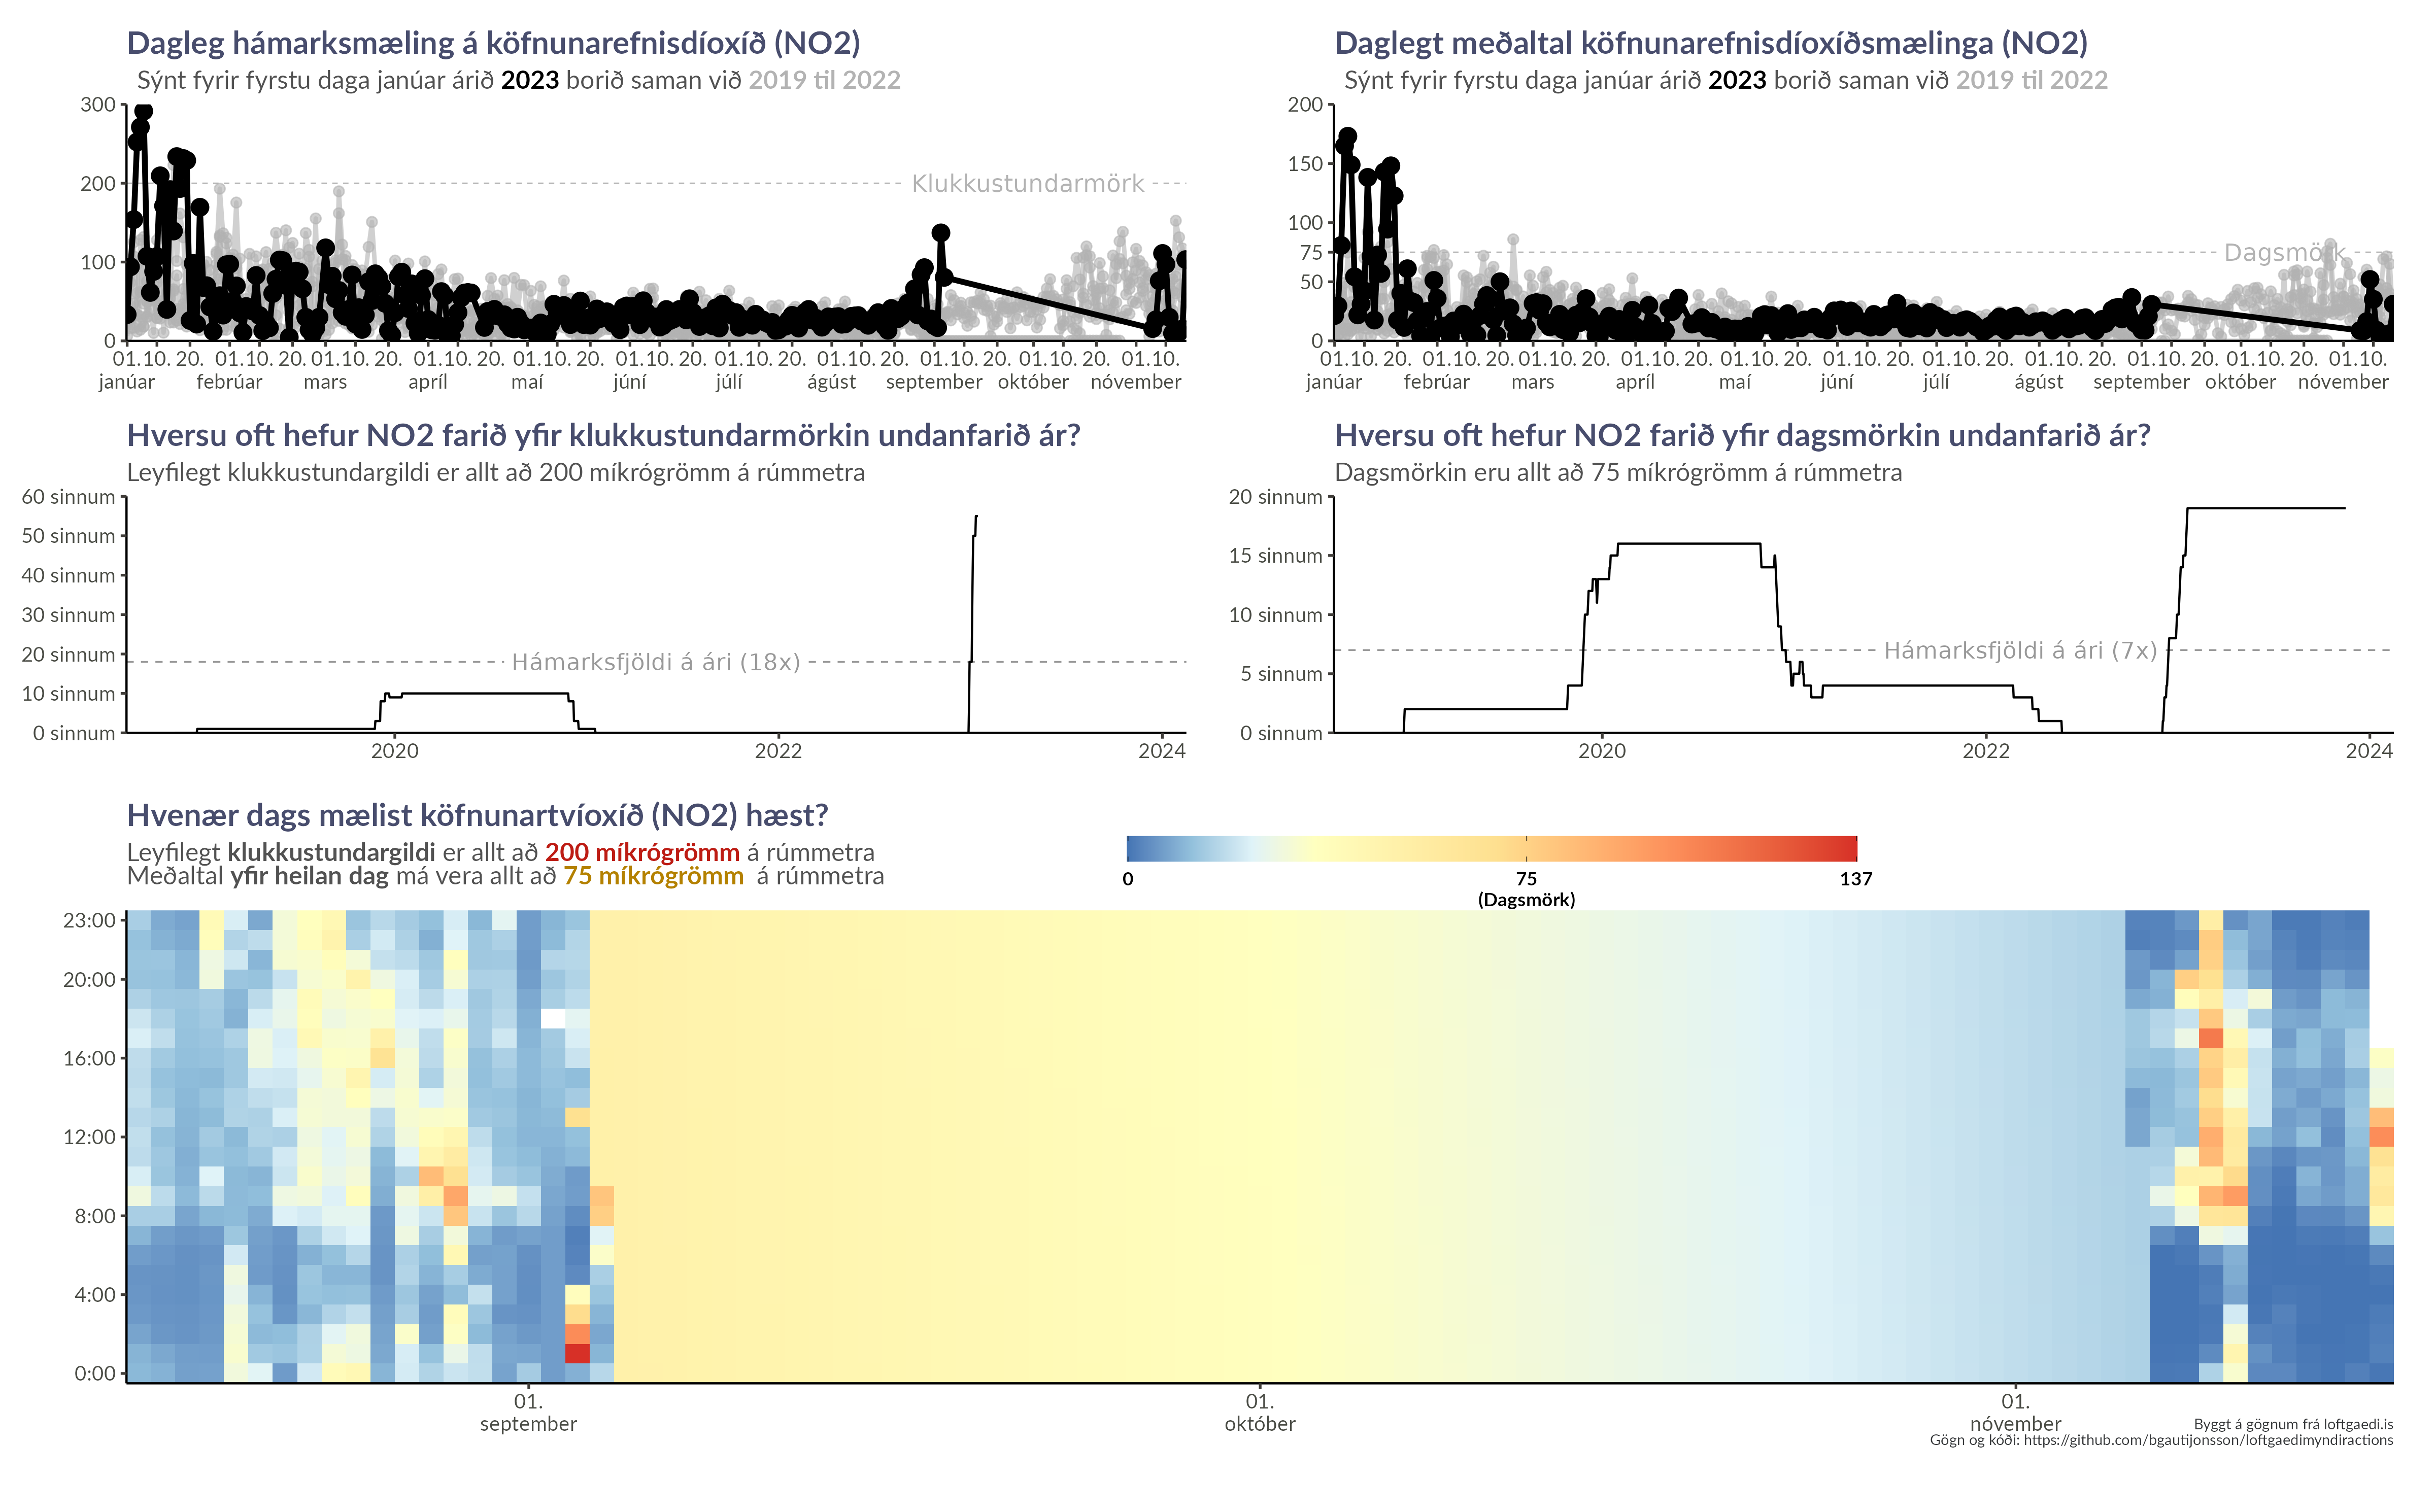 Dagleg hámarksmæling á köfnunarefnisdíoxíð (NO2)
Sýnt fyrir fyrstu daga janúar árið 2023 borið saman við 2019 til 2022
300
200
100
0
Klukkustundarmörk
01. 10. 20. 01. 10. 20. 01. 10. 20. 01. 10. 20. 01. 10. 20. 01. 10. 20. 01. 10. 20. 01. 10. 20. 01. 10. 20. 01. 10. 20. 01. 10.
janúar febrúar mars apríl maí júní júlí ágúst september október nóvember
Daglegt meðaltal köfnunarefnisdíoxíðsmælinga (NO2)
Sýnt fyrir fyrstu daga janúar árið 2023 borið saman við 2019 til 2022
200
150
100
75
50
0
Dagsmörk
01. 10. 20. 01. 10. 20. 01. 10. 20. 01. 10. 20. 01. 10. 20. 01. 10. 20. 01. 10. 20. 01. 10. 20. 01. 10. 20. 01. 10. 20. 01. 10.
janúar febrúar mars apríl maí júní júlí ágúst september október nóvember
Hversu oft hefur NO2 farið yfir klukkustundarmörkin undanfarið ár?
Leyfilegt klukkustundargildi er allt að 200 míkrógrömm á rúmmetra
60 sinnum
50 sinnum
40 sinnum
30 sinnum
20 sinnum
10 sinnum
0 sinnum
Hámarksfjöldi á ári (18x)
2020 2022 2024
Hversu oft hefur NO2 farið yfir dagsmörkin undanfarið ár?
Dagsmörkin eru allt að 75 míkrógrömm á rúmmetra
20 sinnum
15 sinnum
10 sinnum
5 sinnum
0 sinnum
Hámarksfjöldi á ári (7x)
2020 2022 2024
Hvenær dags mælist köfnunartvíoxíð (NO2) hæst?
Leyfilegt klukkustundargildi er allt að 200 míkrógrömm á rúmmetra
Meðaltal yfir heilan dag má vera allt að 75 míkrógrömm á rúmmetra
0 75 137
(Dagsmörk)
23:00
20:00
16:00
12:00
8:00
4:00
0:00
01. 01. 01.
september október nóvember
Byggt á gögnum frá loftgaedi.is
Gögn og kóði: https://github.com/bgautijonsson/loftgaedimyndiractions